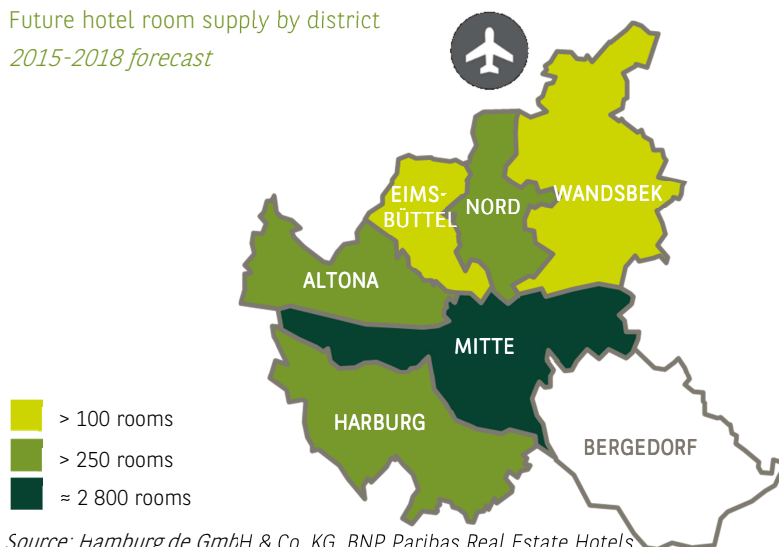 Future hotel room supply by district
2015-2018 forecast
EIMS-
BÜTTEL
NORD
WANDSBEK
ALTONA
MITTE
HARBURG
BERGEDORF
> 100 rooms
> 250 rooms
≈ 2 800 rooms
Source: Hamburg.de GmbH & Co. KG, BNP Paribas Real Estate Hotels